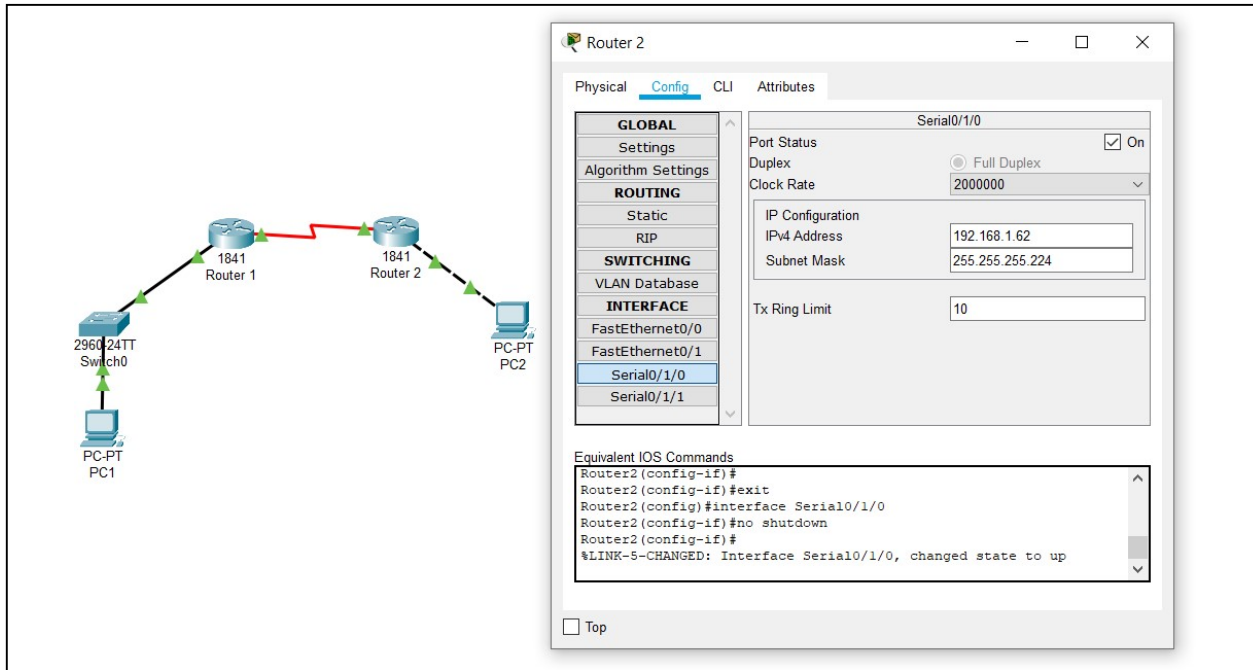 1841
Router 1
1841
Router 2
2960-24TT
Switch0
PC-PT
PC2
PC-PT
PC1
Router 2
Physical Config CLI Attributes
GLOBAL
Settings
Algorithm Settings
ROUTING
Static
RIP
SWITCHING
VLAN Database
INTERFACE
FastEthernet0/0
FastEthernet0/1
Serial0/1/0
Serial0/1/1
Serial0/1/0
Port Status On
Duplex Full Duplex
Clock Rate 2000000
IP Configuration
IPv4 Address 192.168.1.62
Subnet Mask 255.255.255.224
Tx Ring Limit 10
Equivalent IOS Commands
Router2(config-if)#
Router2(config-if)#exit
Router2(config)#interface Serial0/1/0
Router2(config-if)#no shutdown
Router2(config-if)#
%LINK-5-CHANGED: Interface Serial0/1/0, changed state to up
Top